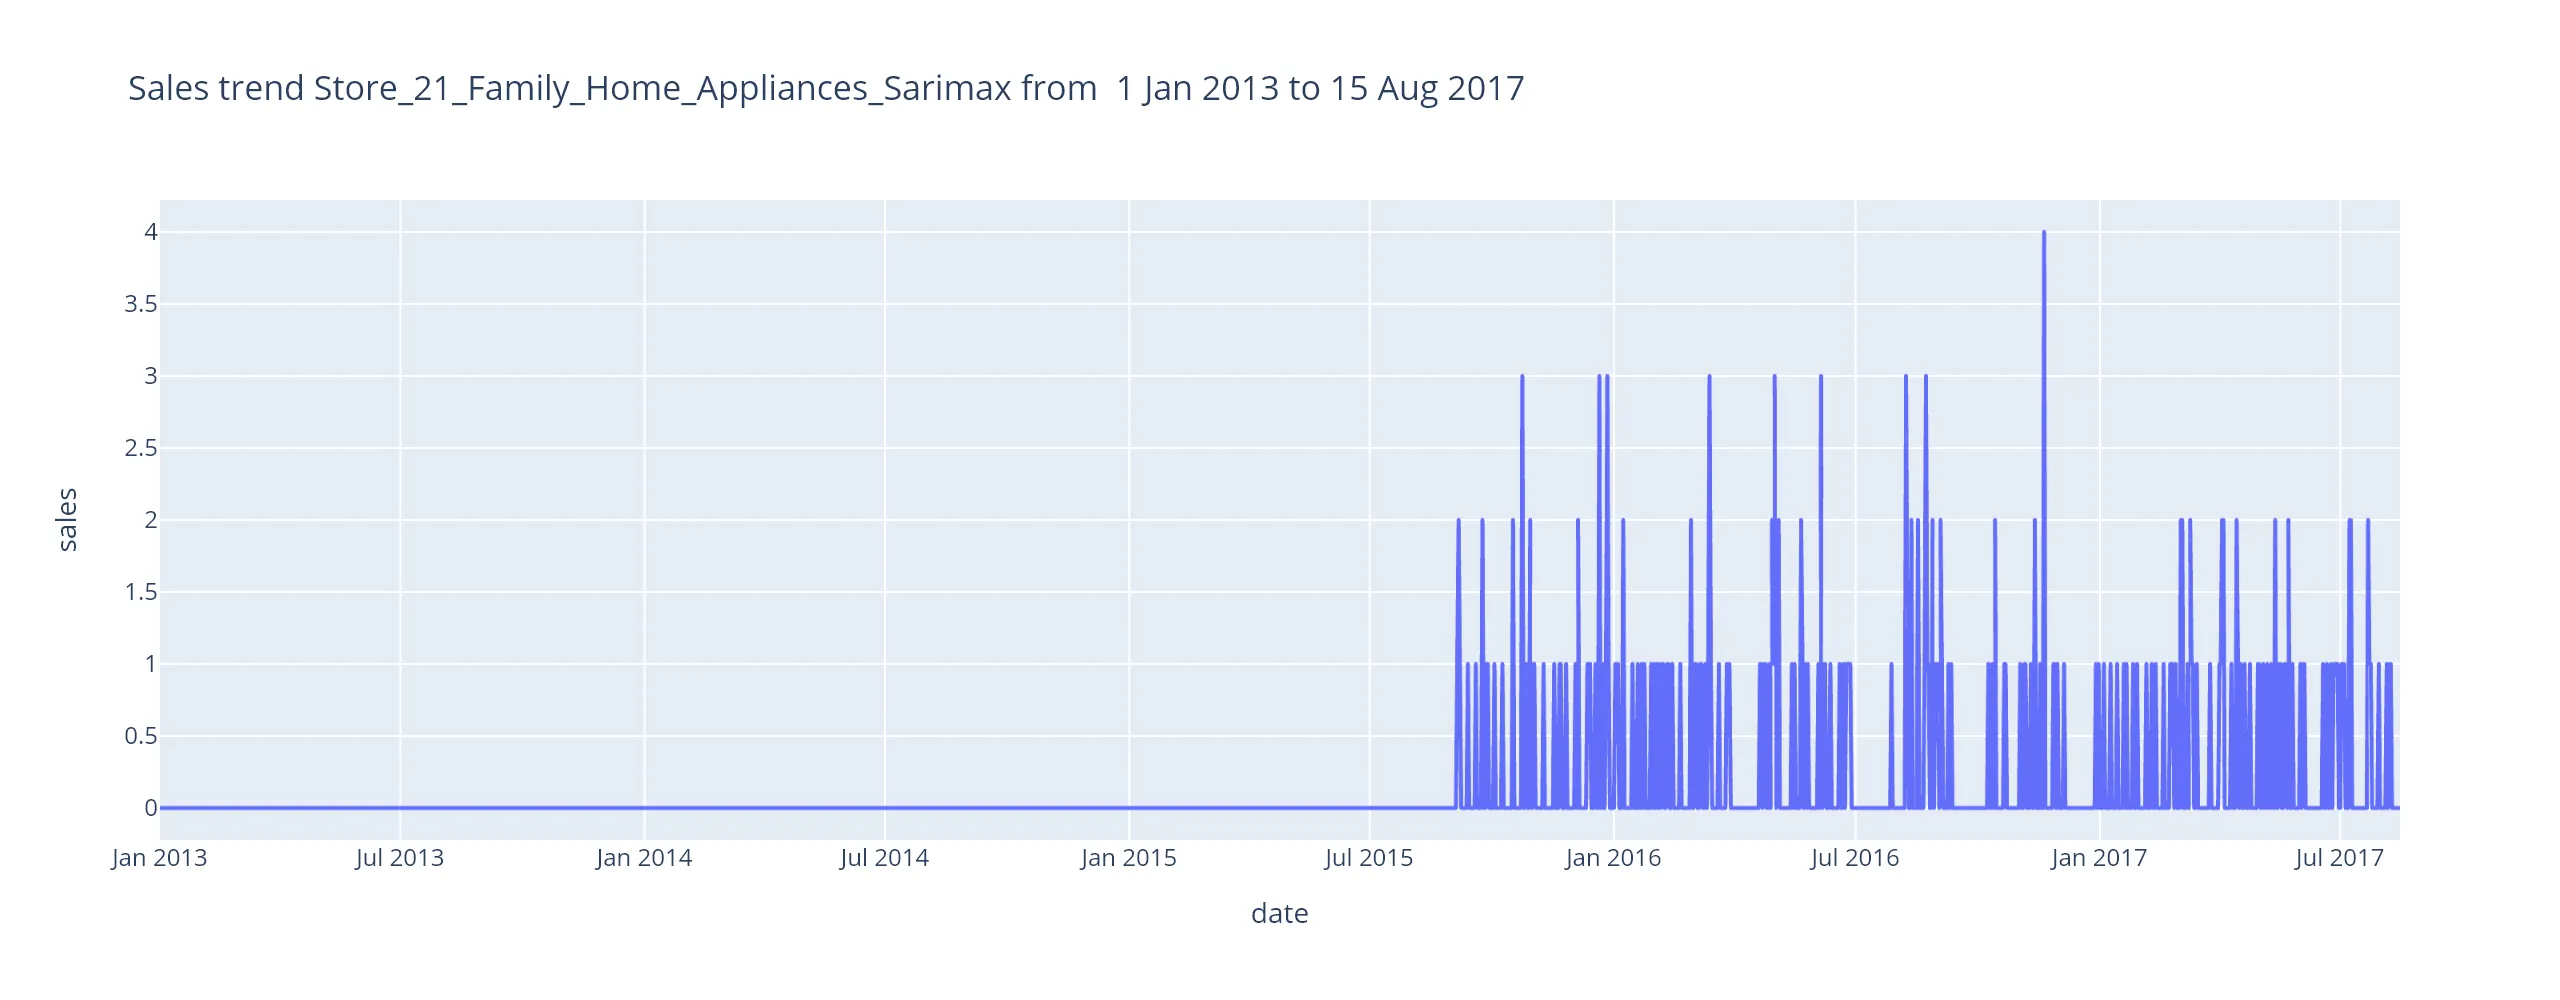 Sales trend Store_21_Family_Home_Appliances_Sarimax from  1 Jan 2013 to 15 Aug 2017
4
3.5
3
2.5
2
1.5
1
0.5
0
sales
Jan 2013 Jul 2013 Jan 2014 Jul 2014 Jan 2015 Jul 2015 Jan 2016 Jul 2016 Jan 2017 Jul 2017
date